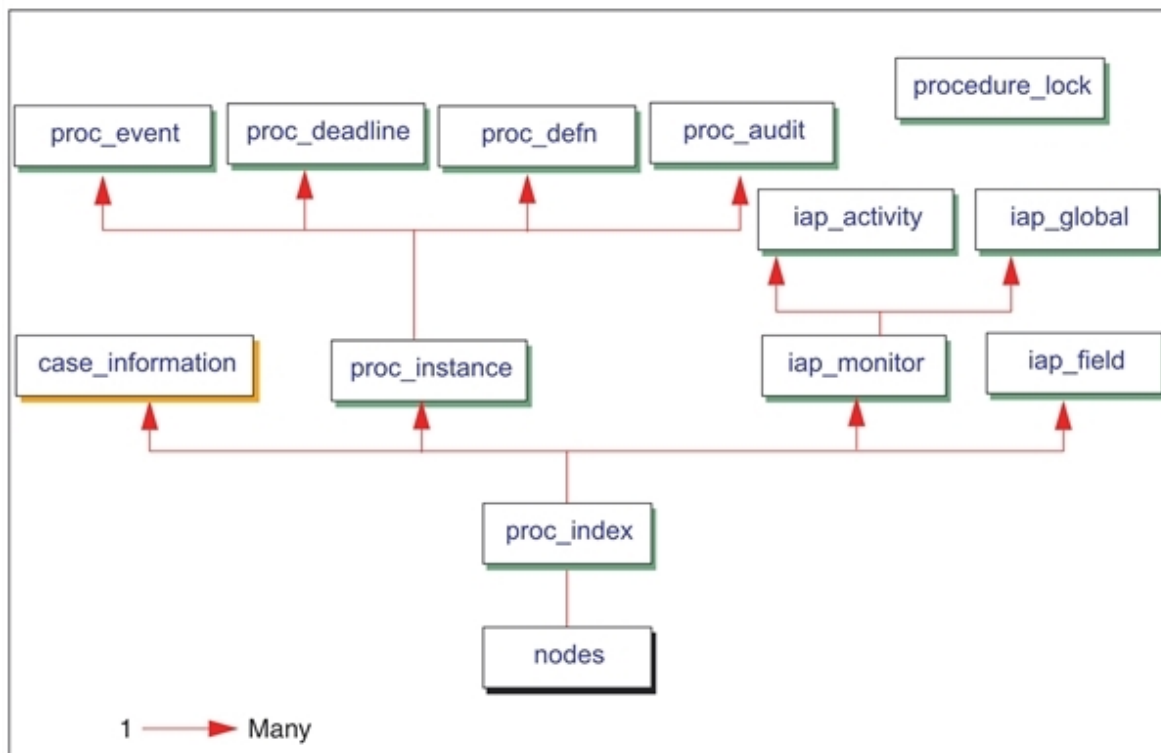 procedure_lock
proc_event
proc_deadline
proc_defn
proc_audit
iap_activity
iap_global
case_information
proc_instance
iap_monitor
iap_field
proc_index
nodes
1 Many